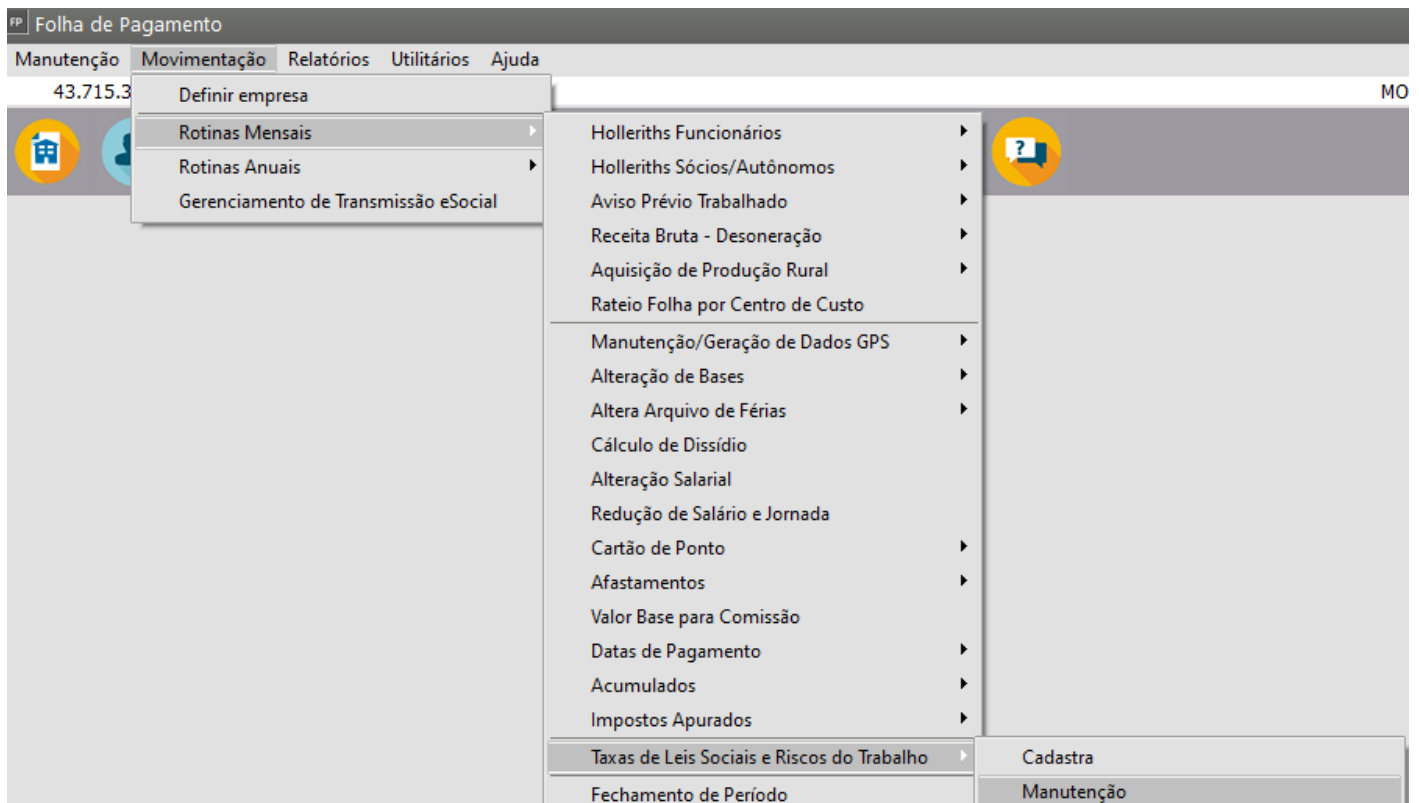 FP Folha de Pagamento
Manutenção Movimentação Relatórios Utilitários Ajuda
43.715.3 MO
Definir empresa
Rotinas Mensais
Rotinas Anuais
Gerenciamento de Transmissão eSocial
Holleriths Funcionários
Holleriths Sócios/Autônomos
Aviso Prévio Trabalhado
Receita Bruta - Desoneração
Aquisição de Produção Rural
Rateio Folha por Centro de Custo
Manutenção/Geração de Dados GPS
Alteração de Bases
Altera Arquivo de Férias
Cálculo de Dissídio
Alteração Salarial
Redução de Salário e Jornada
Cartão de Ponto
Afastamentos
Valor Base para Comissão
Datas de Pagamento
Acumulados
Impostos Apurados
Taxas de Leis Sociais e Riscos do Trabalho
Fechamento de Período
Cadastra
Manutenção
?